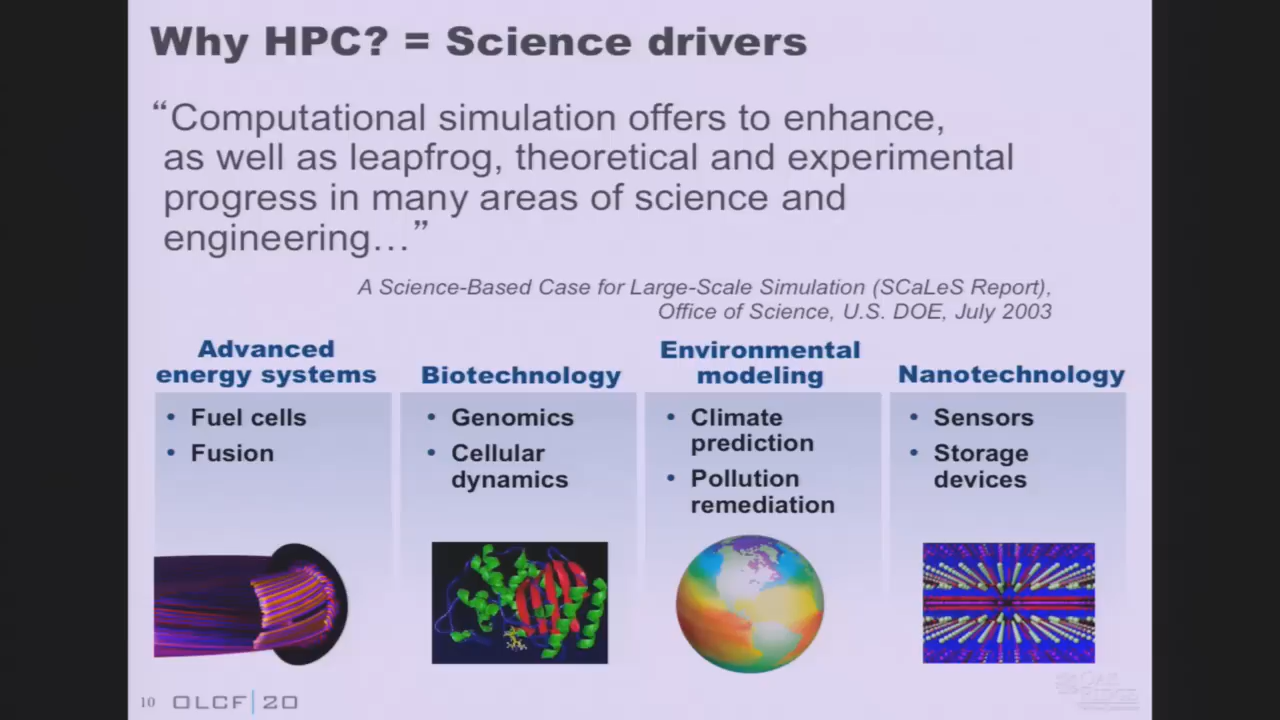 Why HPC? = Science drivers
“Computational simulation offers to enhance,
as well as leapfrog, theoretical and experimental
progress in many areas of science and
engineering…”
A Science-Based Case for Large-Scale Simulation (SCaLeS Report),
Office of Science, U.S. DOE, July 2003
Advanced
energy systems
• Fuel cells
• Fusion
Biotechnology
• Genomics
• Cellular
dynamics
Environmental
modeling
• Climate
prediction
• Pollution
remediation
Nanotechnology
• Sensors
• Storage
devices
10 OLCF|20
OAK
RIDGE